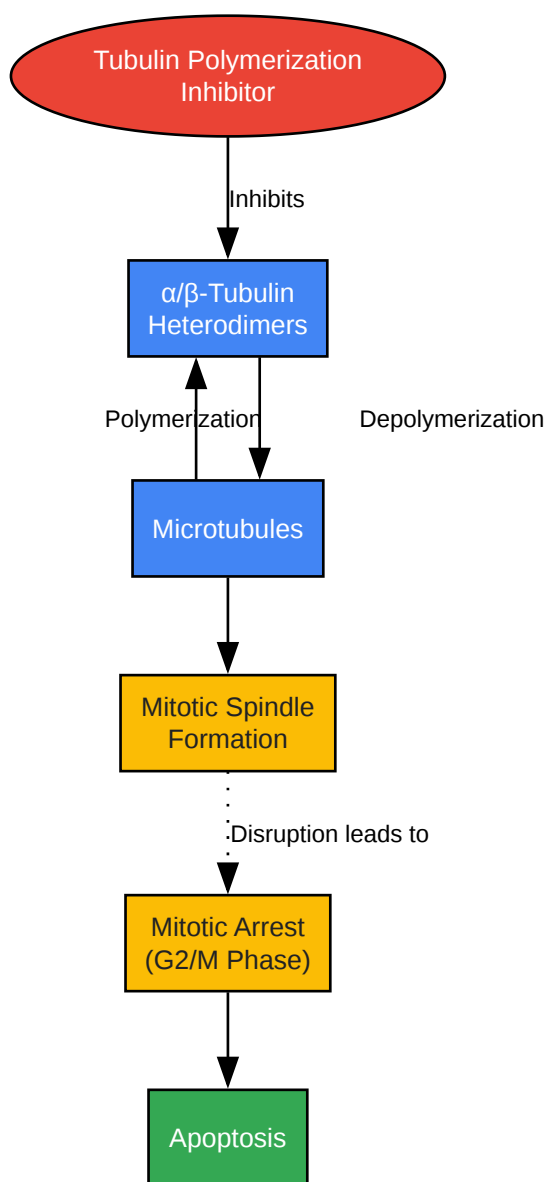 Tubulin Polymerization
Inhibitor
Inhibits
α/β-Tubulin
Heterodimers
Polymerization
Depolymerization
Microtubules
Mitotic Spindle
Formation
Disruption leads to
Mitotic Arrest
(G2/M Phase)
Apoptosis